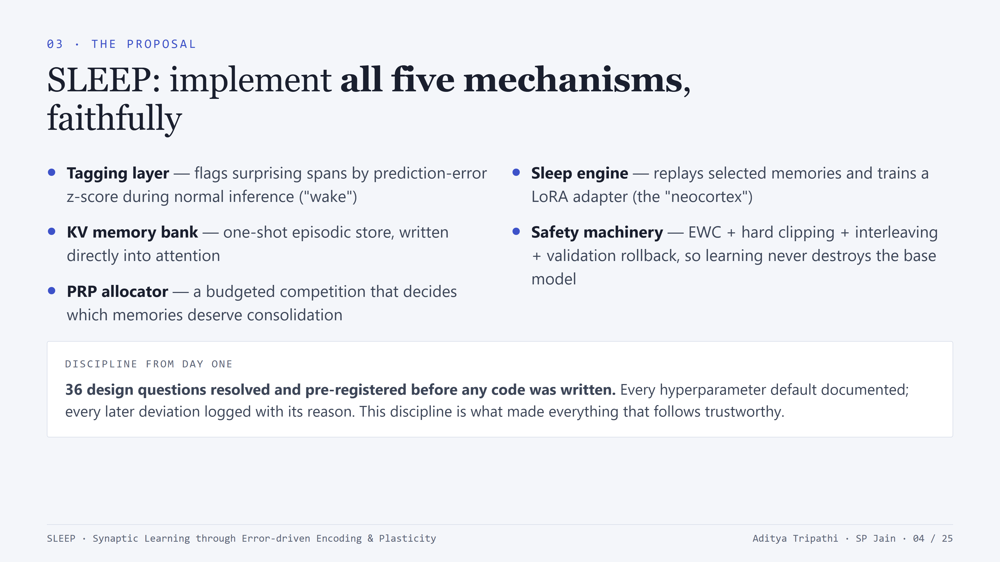 03 · THE PROPOSAL
SLEEP: implement all five mechanisms,
faithfully
Tagging layer — flags surprising spans by prediction-error
z-score during normal inference ("wake")
KV memory bank — one-shot episodic store, written
directly into attention
PRP allocator — a budgeted competition that decides
which memories deserve consolidation
Sleep engine — replays selected memories and trains a
LoRA adapter (the "neocortex")
Safety machinery — EWC + hard clipping + interleaving
+ validation rollback, so learning never destroys the base
model
DISCIPLINE FROM DAY ONE
36 design questions resolved and pre-registered before any code was written. Every hyperparameter default documented;
every later deviation logged with its reason. This discipline is what made everything that follows trustworthy.
SLEEP · Synaptic Learning through Error-driven Encoding & Plasticity
Aditya Tripathi · SP Jain · 04 / 25